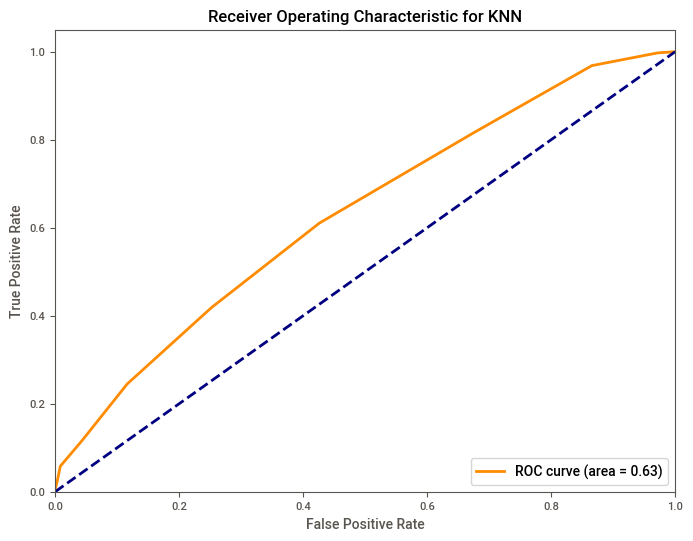 Receiver Operating Characteristic for KNN
True Positive Rate
1.0
0.8
0.6
0.4
0.2
0.0
ROC curve (area = 0.63)
0.0 0.2 0.4 0.6 0.8 1.0
False Positive Rate